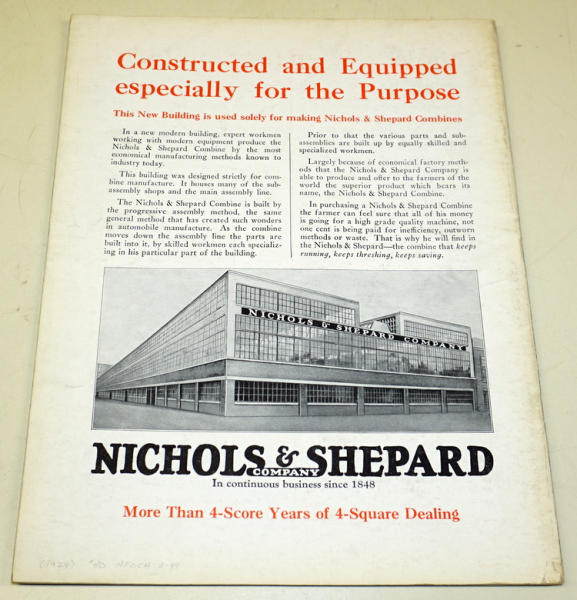 Constructed and Equipped
especially for the Purpose
This New Building is used solely for making Nichols & Shepard Combines
In a new modern building, expert workmen
working with modern equipment produce the
Nichols & Shepard Combine by the most
economical manufacturing methods known to
industry today.
This building was designed strictly for com-
bine manufacture. It houses many of the sub-
assembly shops and the main assembly line.
The Nichols & Shepard Combine is built by
the progressive assembly method, the same
general method that has created such wonders
in automobile manufacture. As the combine
moves down the assembly line the parts are
built into it, by skilled workmen each specializ-
ing in his particular part of the building.
Prior to that the various parts and sub-
assemblies are built up by equally skilled and
specialized workmen.
Largely because of economical factory meth-
ods that the Nichols & Shepard Company is
able to produce and offer to the farmers of the
world the superior product which bears its
name, the Nichols & Shepard Combine.
In purchasing a Nichols & Shepard Combine
the farmer can feel sure that all of his money
is going for a high grade quality machine, not
one cent is being paid for inefficiency, outworn
methods or waste. That is why he will find in
the Nichols & Shepard—the combine that keeps
running, keeps threshing, keeps saving.
NICHOLS & SHEPARD COMPANY
NICHOLS & SHEPARD
COMPANY
In continuous business since 1848
More Than 4-Score Years of 4-Square Dealing